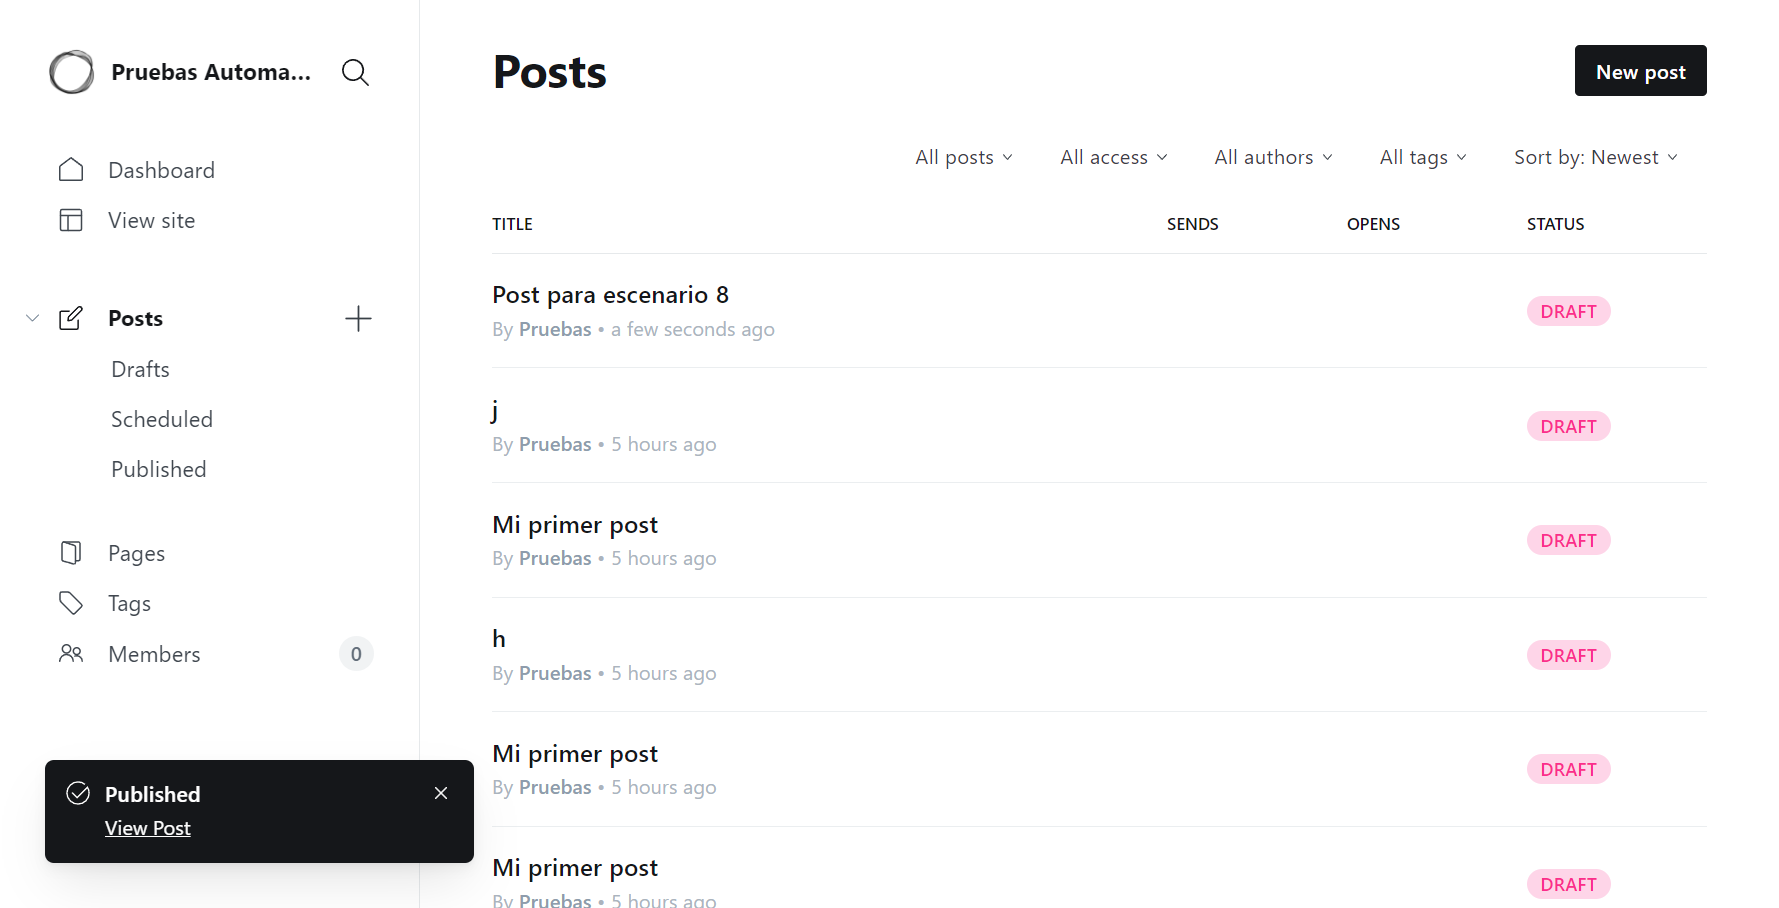 Pruebas Automa...
Dashboard
View site
Posts
Drafts
Scheduled
Published
Pages
Tags
Members 0
Published
View Post
Posts
New post
All posts All access All authors All tags Sort by: Newest
TITLE SENDS OPENS STATUS
Post para escenario 8
By Pruebas • a few seconds ago
DRAFT
j
By Pruebas • 5 hours ago
DRAFT
Mi primer post
By Pruebas • 5 hours ago
DRAFT
h
By Pruebas • 5 hours ago
DRAFT
Mi primer post
By Pruebas • 5 hours ago
DRAFT
Mi primer post
By Pruebas • 5 hours ago
DRAFT